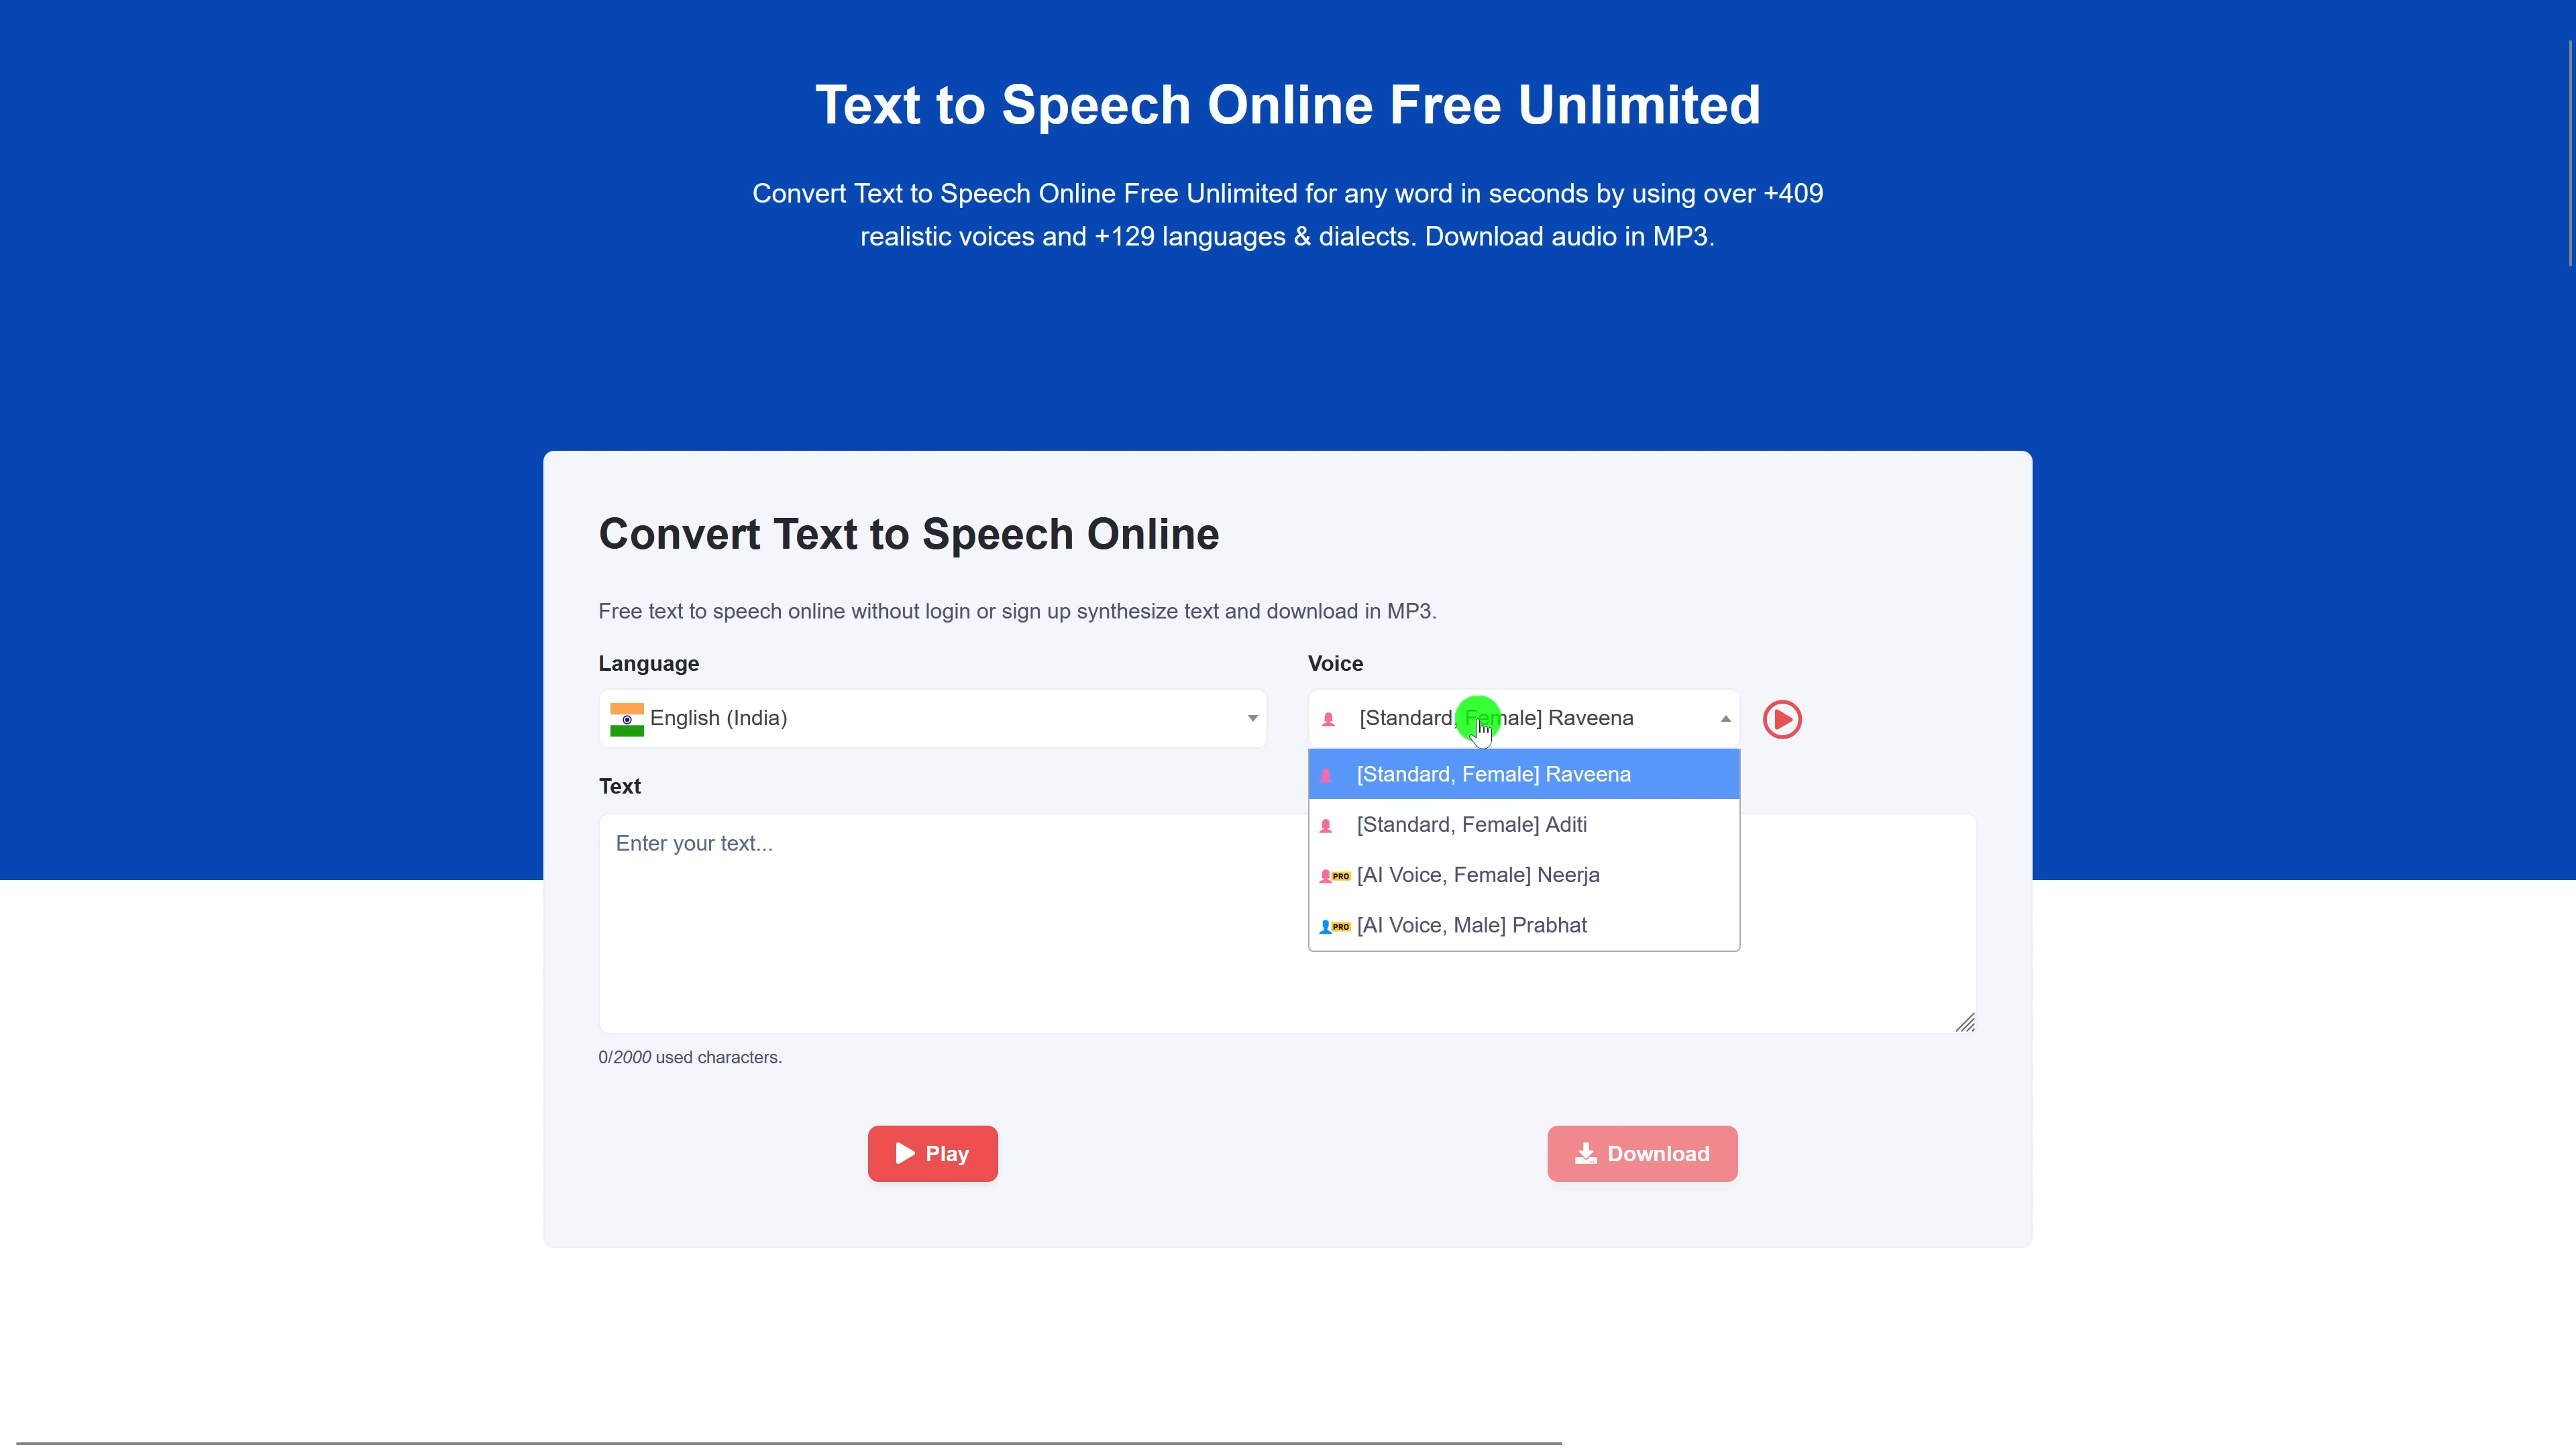 Text to Speech Online Free Unlimited
Convert Text to Speech Online Free Unlimited for any word in seconds by using over +409
realistic voices and +129 languages & dialects. Download audio in MP3.
Convert Text to Speech Online
Free text to speech online without login or sign up synthesize text and download in MP3.
Language
English (India)
Voice
[Standard, Female] Raveena
[Standard, Female] Raveena
[Standard, Female] Aditi
PRO [AI Voice, Female] Neerja
PRO [AI Voice, Male] Prabhat
Text
Enter your text...
0/2000 used characters.
Play
Download